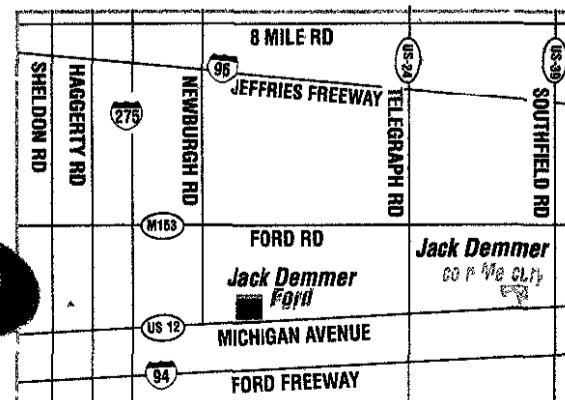 8 MILE RD
US-24
US-39
96
JEFFRIES FREEWAY
SHELDON RD
HAGGERTY RD
275
NEWBURGH RD
TELEGRAPH RD
SOUTHFIELD RD
M153
FORD RD
Jack Demmer
Ford
Jack Demmer
US 12
MICHIGAN AVENUE
94
FORD FREEWAY